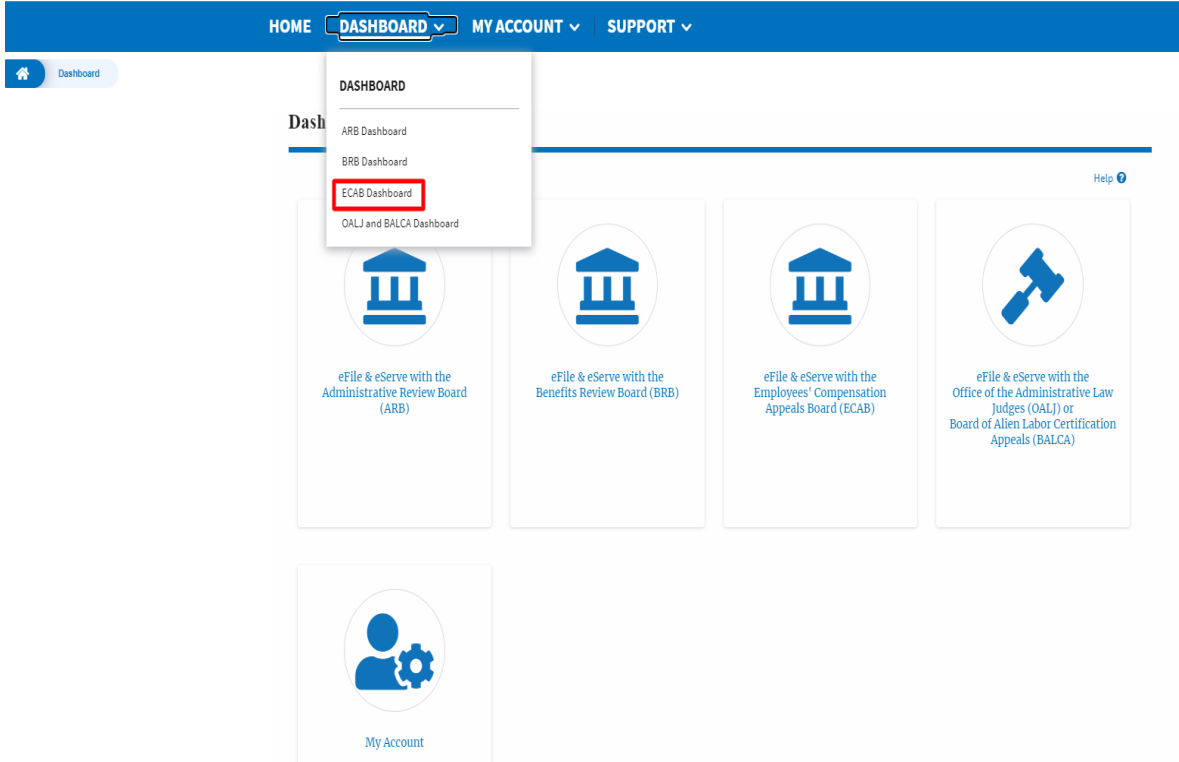 HOME DASHBOARD MY ACCOUNT SUPPORT
Dashboard
DASHBOARD
ARB Dashboard
BRB Dashboard
ECAB Dashboard
OALJ and BALCA Dashboard
Dash
Help
eFile & eServe with the
Administrative Review Board
(ARB)
eFile & eServe with the
Benefits Review Board (BRB)
eFile & eServe with the
Employees' Compensation
Appeals Board (ECAB)
eFile & eServe with the
Office of the Administrative Law
Judges (OALJ) or
Board of Alien Labor Certification
Appeals (BALCA)
My Account